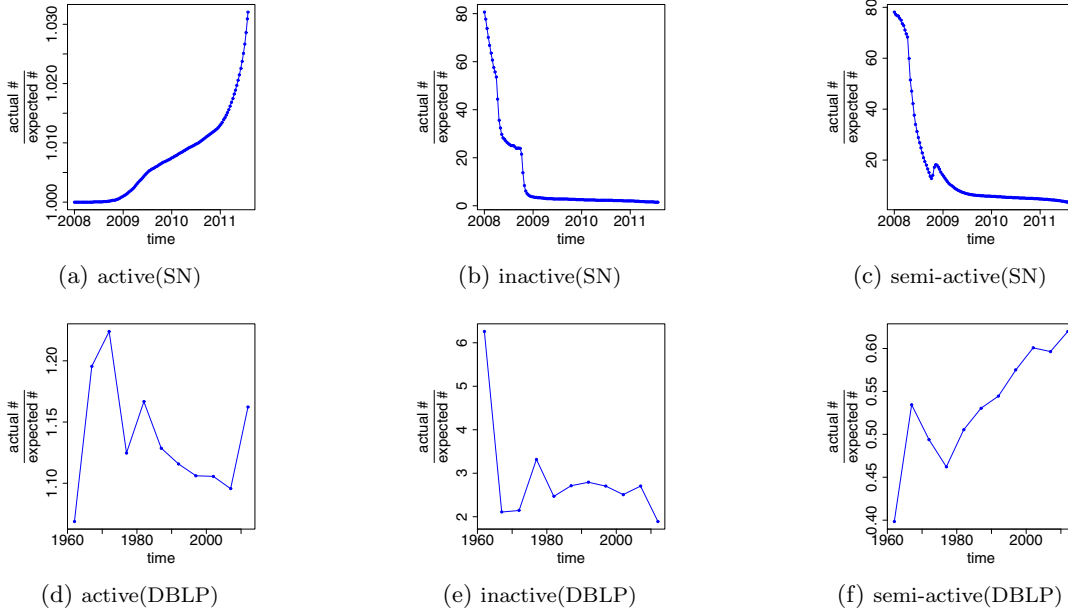 actual #
expected #
1.000 1.010 1.020 1.030
2008 2009 2010 2011
time
(a) active(SN)
actual #
expected #
0 20 40 60 80
2008 2009 2010 2011
time
(b) inactive(SN)
actual #
expected #
20 40 60 80
2008 2009 2010 2011
time
(c) semi-active(SN)
actual #
expected #
1.10 1.15 1.20
1960 1980 2000
time
(d) active(DBLP)
actual #
expected #
2 3 4 5 6
1960 1980 2000
time
(e) inactive(DBLP)
actual #
expected #
0.40 0.45 0.50 0.55 0.60
1960 1980 2000
time
(f) semi-active(DBLP)